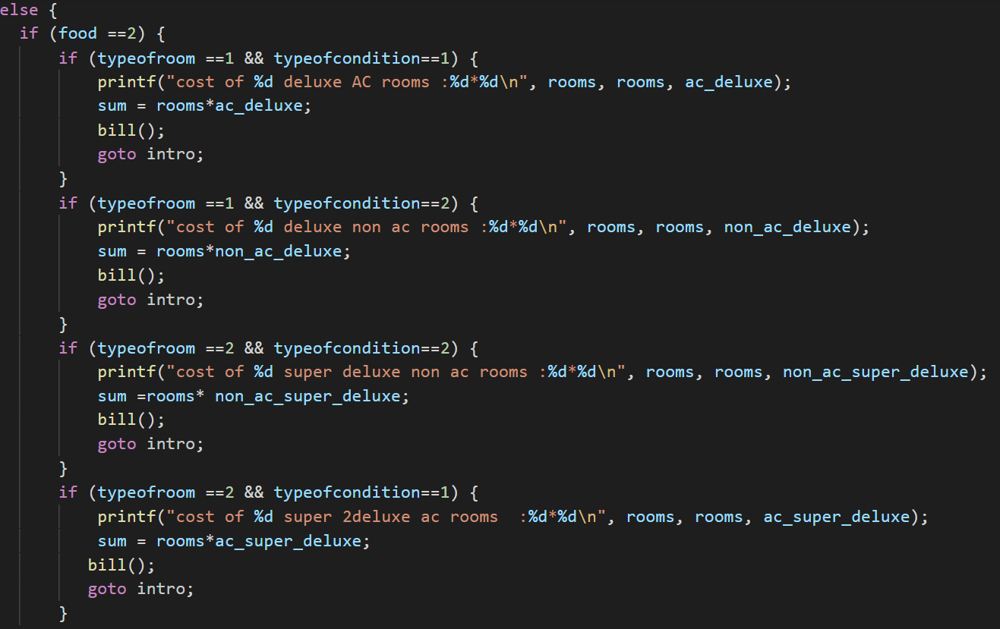 else {
if (food ==2) {
if (typeofroom ==1 && typeofcondition==1) {
printf("cost of %d deluxe AC rooms :%d*%d\n", rooms, rooms, ac_deluxe);
sum = rooms*ac_deluxe;
bill();
goto intro;
}
if (typeofroom ==1 && typeofcondition==2) {
printf("cost of %d deluxe non ac rooms :%d*%d\n", rooms, rooms, non_ac_deluxe);
sum = rooms*non_ac_deluxe;
bill();
goto intro;
}
if (typeofroom ==2 && typeofcondition==2) {
printf("cost of %d super deluxe non ac rooms :%d*%d\n", rooms, rooms, non_ac_super_deluxe);
sum =rooms* non_ac_super_deluxe;
bill();
goto intro;
}
if (typeofroom ==2 && typeofcondition==1) {
printf("cost of %d super 2deluxe ac rooms  :%d*%d\n", rooms, rooms, ac_super_deluxe);
sum = rooms*ac_super_deluxe;
bill();
goto intro;
}